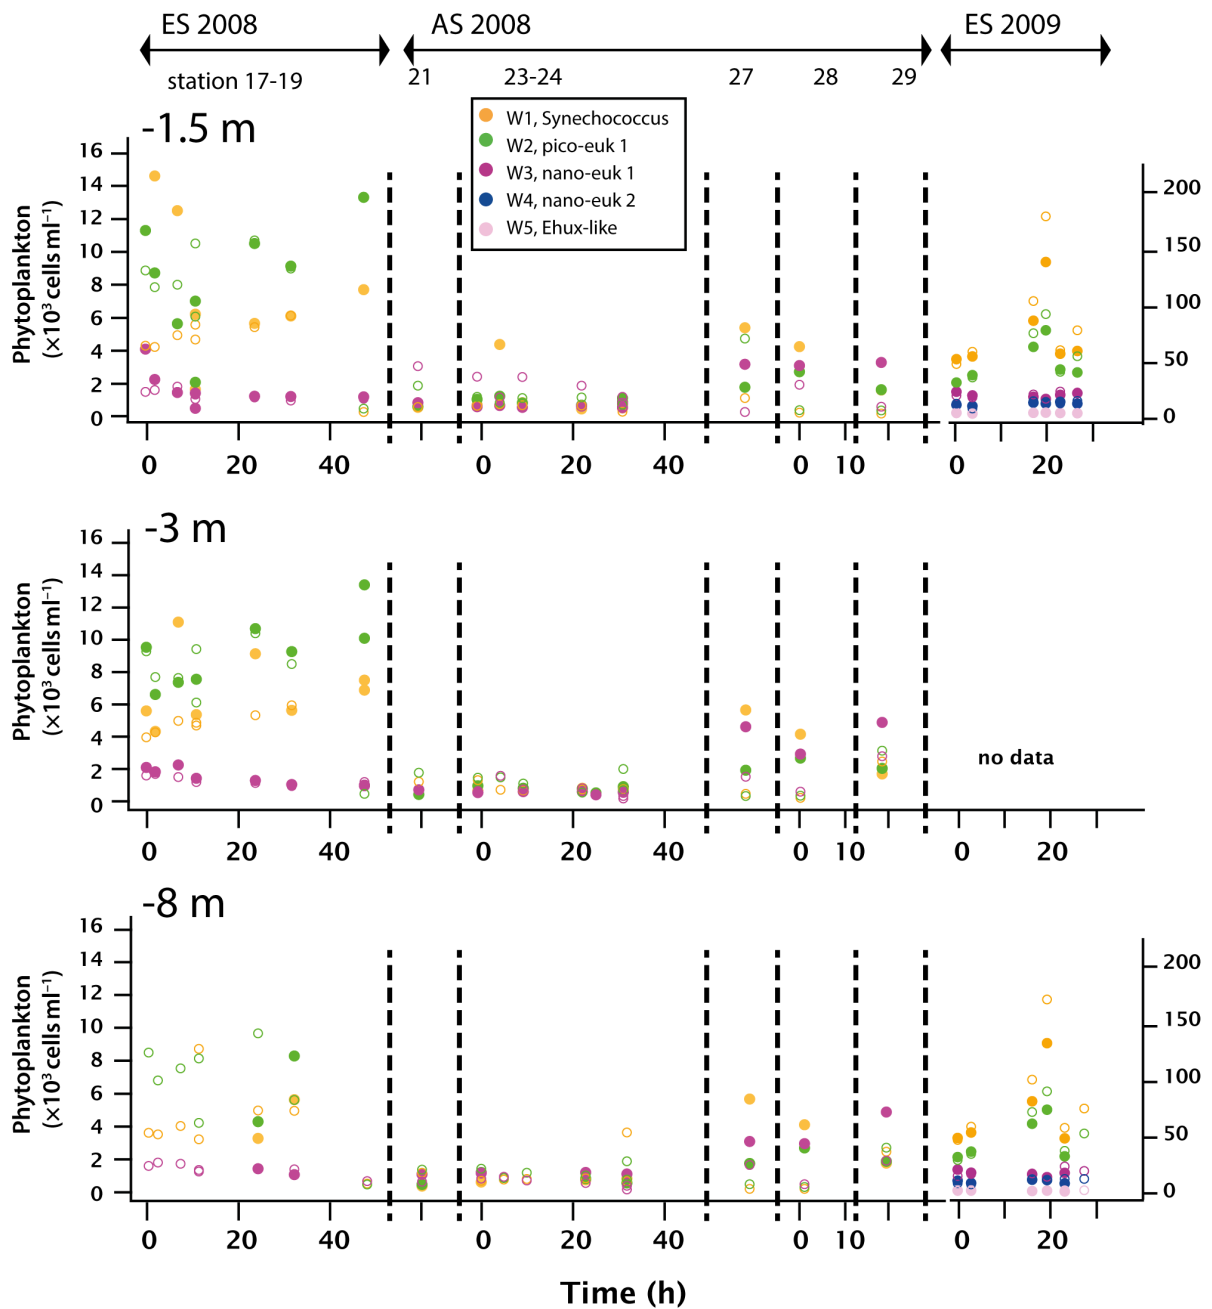 ES 2008 AS 2008 ES 2009
station 17-19 21 23-24 27 28 29
W1, Synechococcus
W2, pico-euk 1
W3, nano-euk 1
W4, nano-euk 2
W5, Ehux-like
-1.5 m
Phytoplankton
(×10³ cells ml⁻¹)
16
14
12
10
8
6
4
2
0
200
150
100
50
0
0 20 40 0 20 40 0 10 0 20
-3 m
Phytoplankton
(×10³ cells ml⁻¹)
16
14
12
10
8
6
4
2
0
no data
0 20 40 0 20 40 0 10 0 20
-8 m
Phytoplankton
(×10³ cells ml⁻¹)
16
14
12
10
8
6
4
2
0
200
150
100
50
0
0 20 40 0 20 40 0 10 0 20
Time (h)